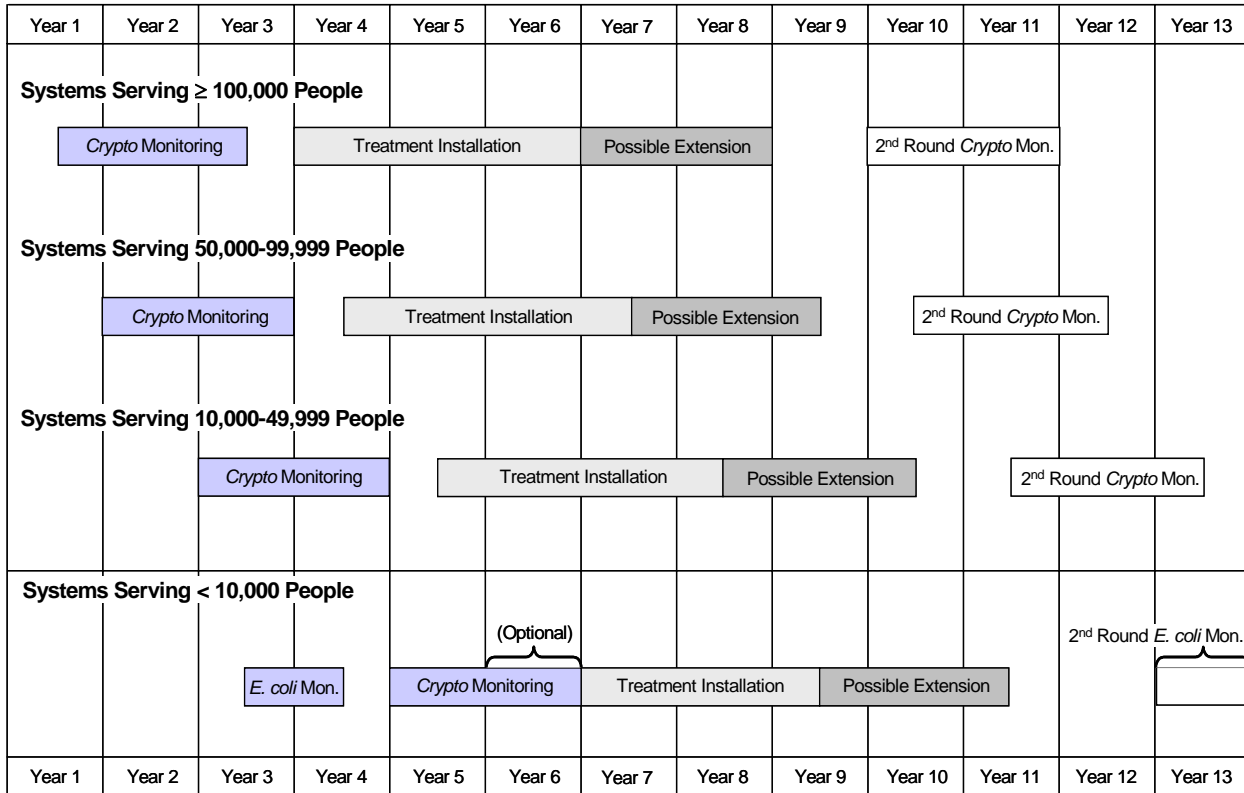 Year 1 Year 2 Year 3 Year 4 Year 5 Year 6 Year 7 Year 8 Year 9 Year 10 Year 11 Year 12 Year 13
Systems Serving ≥ 100,000 People
Crypto Monitoring Treatment Installation Possible Extension 2nd Round Crypto Mon.
Systems Serving 50,000-99,999 People
Crypto Monitoring Treatment Installation Possible Extension 2nd Round Crypto Mon.
Systems Serving 10,000-49,999 People
Crypto Monitoring Treatment Installation Possible Extension 2nd Round Crypto Mon.
Systems Serving < 10,000 People
(Optional) 2nd Round E. coli Mon.
E. coli Mon. Crypto Monitoring Treatment Installation Possible Extension
Year 1 Year 2 Year 3 Year 4 Year 5 Year 6 Year 7 Year 8 Year 9 Year 10 Year 11 Year 12 Year 13